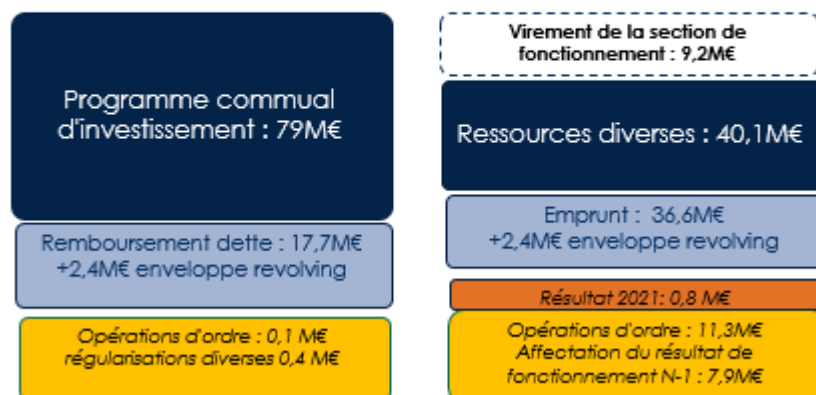 Programme commual
d'investissement : 79M€
Remboursement dette : 17,7M€
+2,4M€ enveloppe revolving
Opérations d'ordre : 0,1 M€
régularisations diverses 0,4 M€
Virement de la section de
fonctionnement : 9,2M€
Ressources diverses : 40,1M€
Emprunt : 36,6M€
+2,4M€ enveloppe revolving
Résultat 2021: 0,8 M€
Opérations d'ordre : 11,3M€
Affectation du résultat de
fonctionnement N-1 : 7,9M€